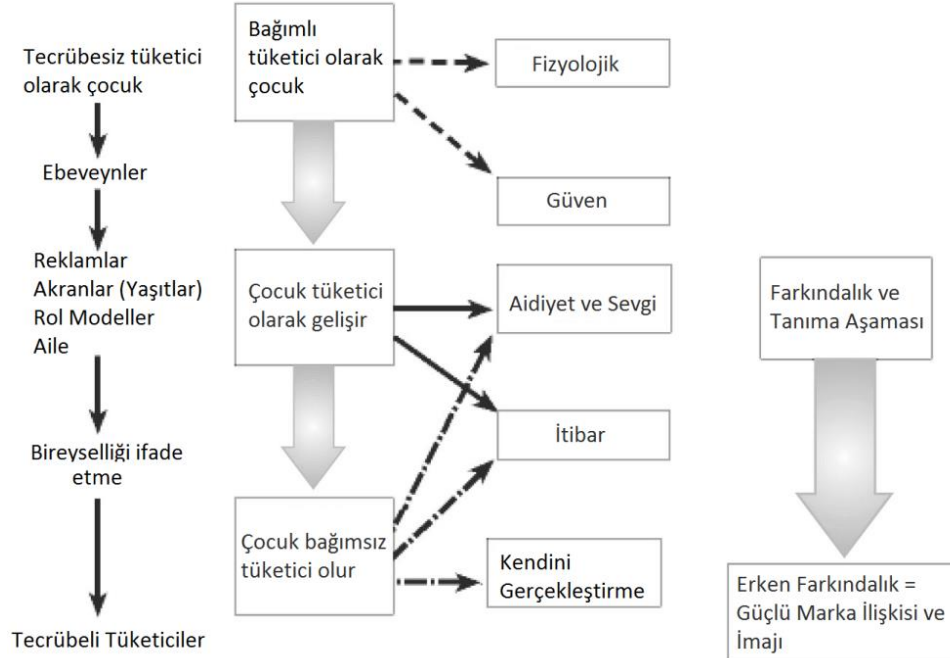 Tecrübesiz tüketici
olarak çocuk
Ebeveynler
Reklamlar
Akranlar (Yaşıtlar)
Rol Modeller
Aile
Bireyselliği ifade
etme
Tecrübeli Tüketiciler
Bağımlı
tüketici olarak
çocuk
Çocuk tüketici
olarak gelişir
Çocuk bağımsız
tüketici olur
Fizyolojik
Güven
Aidiyet ve Sevgi
İtibar
Kendini
Gerçekleştirme
Farkındalık ve
Tanıma Aşaması
Erken Farkındalık =
Güçlü Marka İlişkisi ve
İmajı